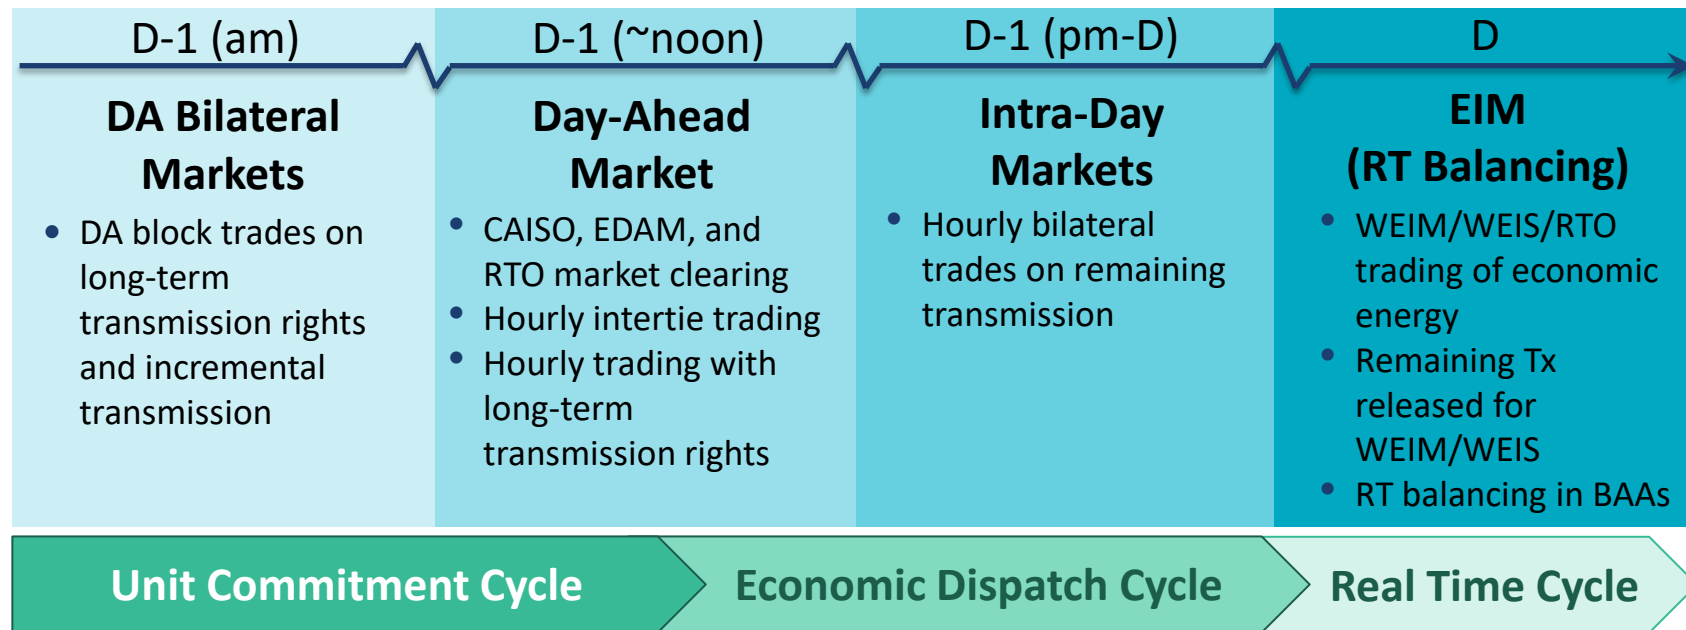 D-1 (am)
DA Bilateral
Markets
• DA block trades on
long-term
transmission rights
and incremental
transmission
D-1 (~noon)
Day-Ahead
Market
• CAISO, EDAM, and
RTO market clearing
• Hourly intertie trading
• Hourly trading with
long-term
transmission rights
D-1 (pm-D)
Intra-Day
Markets
• Hourly bilateral
trades on remaining
transmission
D
EIM
(RT Balancing)
• WEIM/WEIS/RTO
trading of economic
energy
• Remaining Tx
released for
WEIM/WEIS
• RT balancing in BAAs
Unit Commitment Cycle
Economic Dispatch Cycle
Real Time Cycle